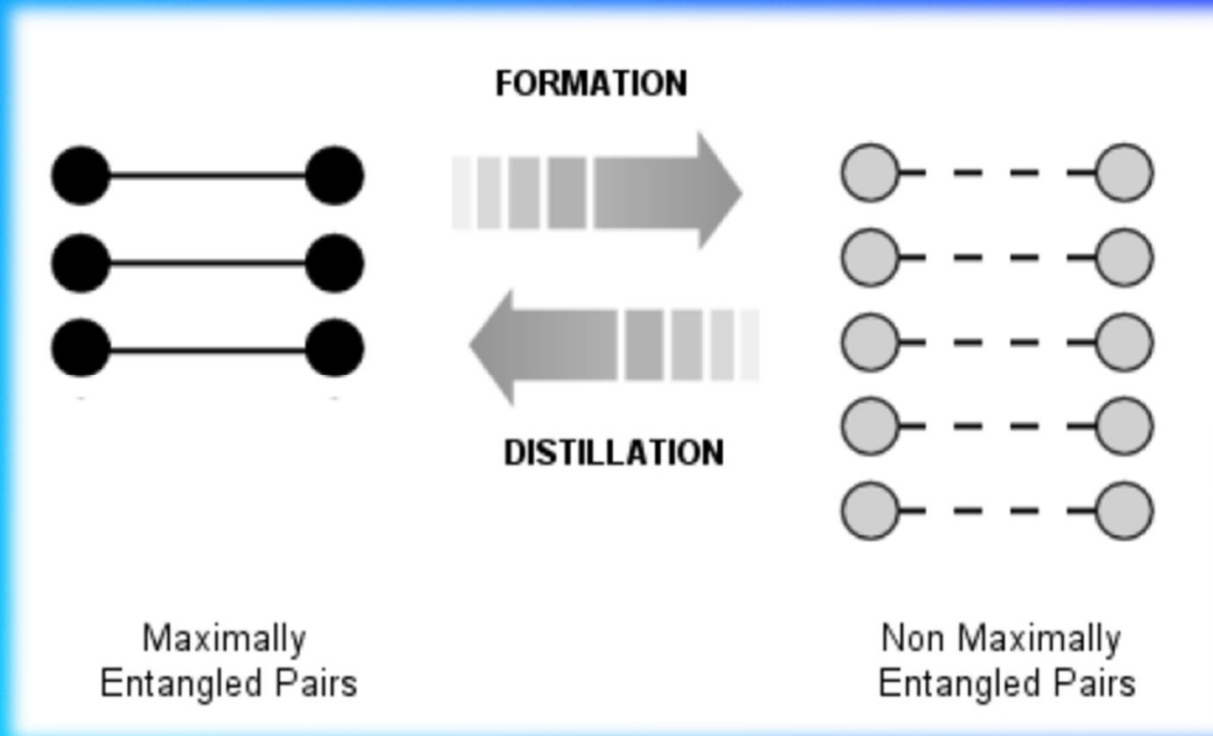 FORMATION
DISTILLATION
Maximally
Entangled Pairs
Non Maximally
Entangled Pairs